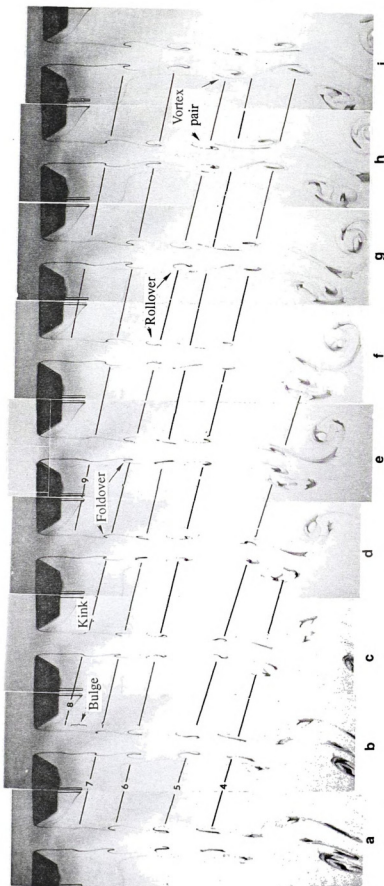 Vortex
pair
Rollover
9
Foldover
Kink
8
Bulge
7
6
5
4
a b c d e f g h i